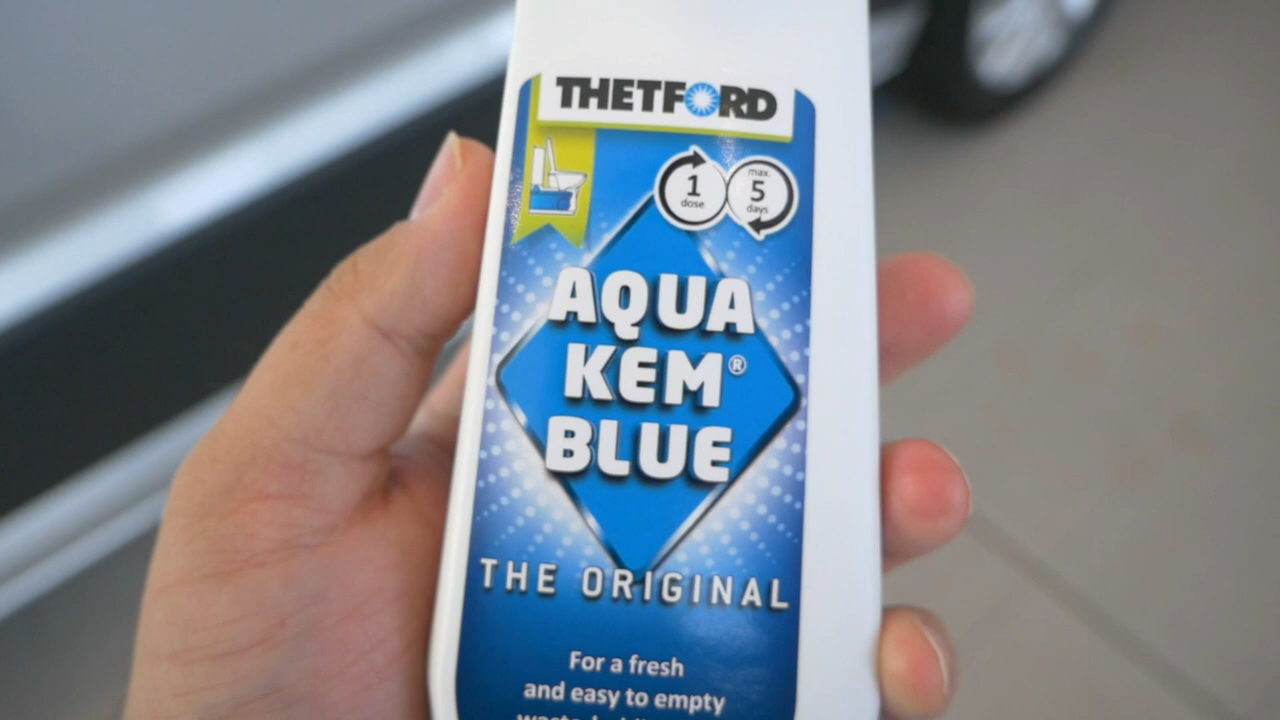 THETFORD
1
dose
max.
5
days
AQUA
KEM®
BLUE
THE ORIGINAL
For a fresh
and easy to empty